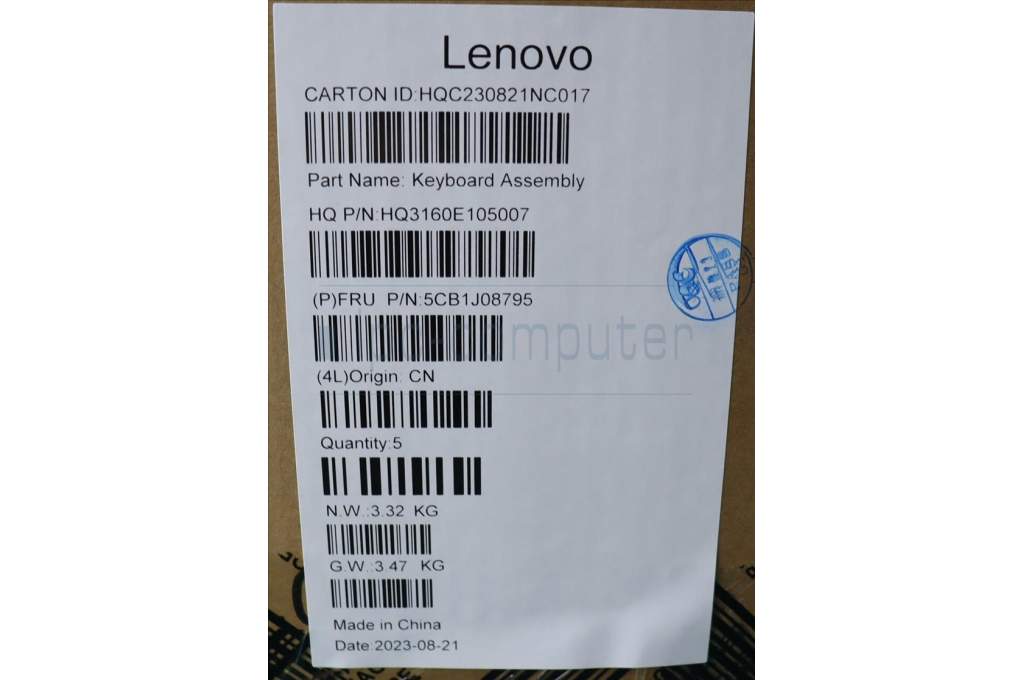 Lenovo
CARTON ID:HQC230821NC017
Part Name: Keyboard Assembly
HQ P/N:HQ3160E105007
(P)FRU P/N:5CB1J08795
computer
(4L)Origin: CN
Quantity:5
N.W.:3.32 KG
G.W.:3.47 KG
Made in China
Date:2023-08-21